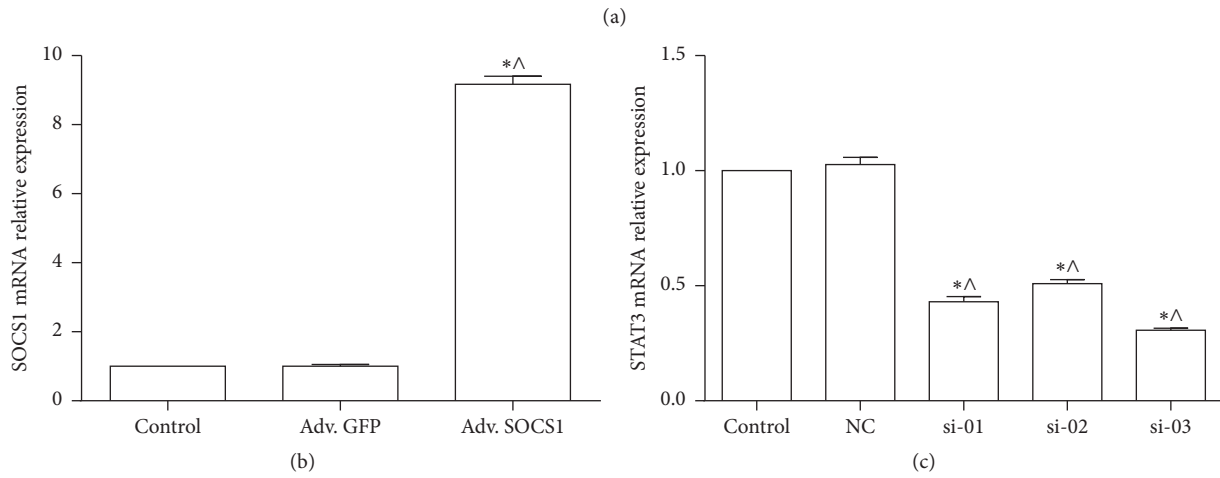 (a)
10
8
6
4
2
0
SOCS1 mRNA relative expression
*^
Control
Adv. GFP
Adv. SOCS1
(b)
1.5
1.0
0.5
0.0
STAT3 mRNA relative expression
*^
*^
*^
Control
NC
si-01
si-02
si-03
(c)